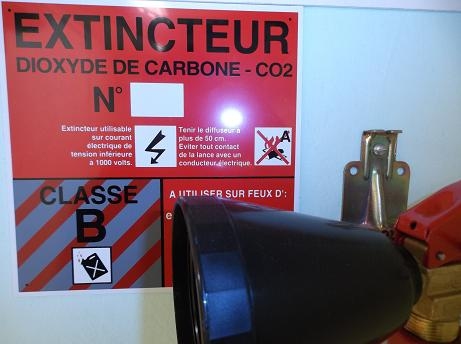 EXTINCTEUR
DIOXYDE DE CARBONE - CO2
N°
Extincteur utilisable
sur courant
électrique de
tension inférieure
à 1000 volts.
Tenir le diffuseur à
plus de 50 cm.
Eviter tout contact
de la lance avec un
conducteur électrique.
A
CLASSE
B
A UTILISER SUR FEUX D':